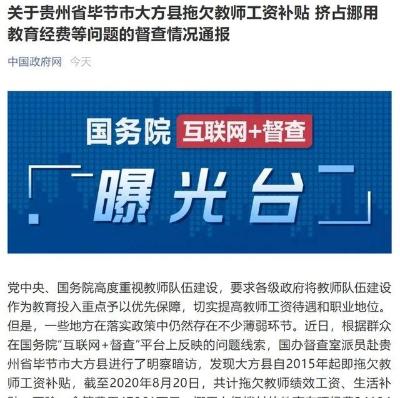 关于贵州省毕节市大方县拖欠教师工资补贴 挤占挪用
教育经费等问题的督查情况通报
中国政府网 今天
国务院 互联网+督查
曝光台
党中央、国务院高度重视教师队伍建设，要求各级政府将教师队伍建设
作为教育投入重点予以优先保障，切实提高教师工资待遇和职业地位。
但是，一些地方在落实政策中仍然存在不少薄弱环节。近日，根据群众
在国务院“互联网+督查”平台上反映的问题线索，国办督查室派员赴贵
州省毕节市大方县进行了明察暗访，发现大方县自2015年起即拖欠教
师工资补贴，截至2020年8月20日，共计拖欠教师绩效工资、生活补